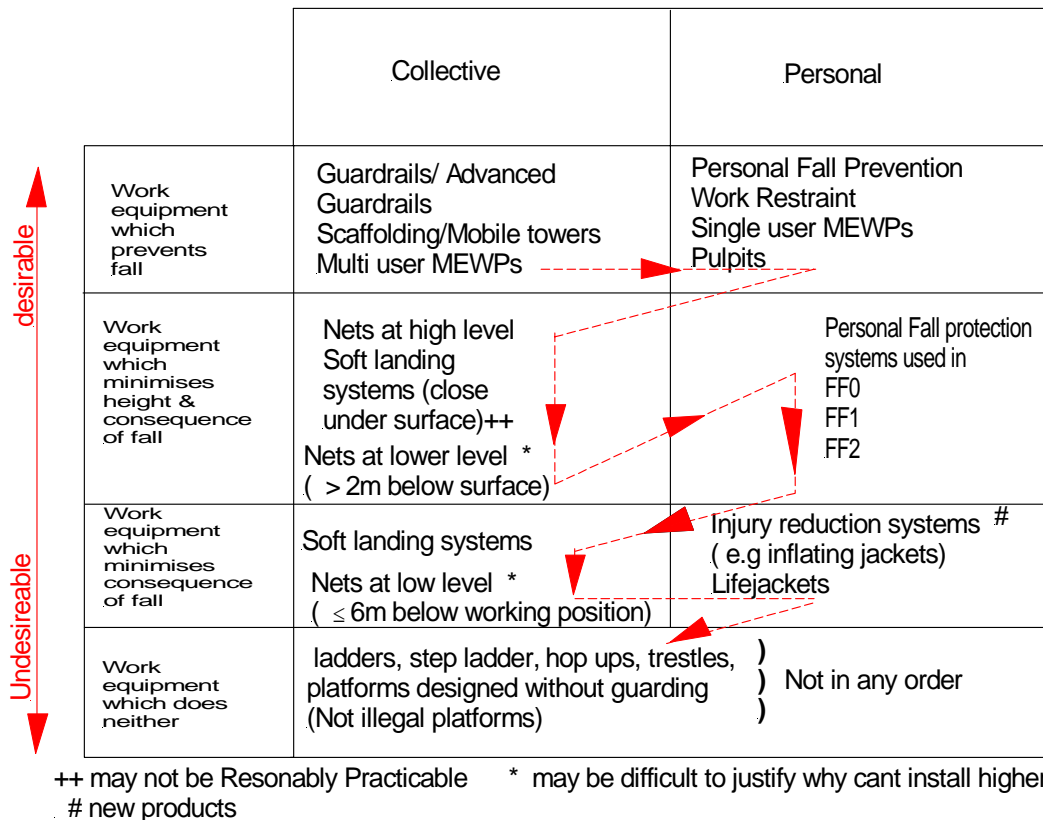 Collective
Personal
desirable
Undesireable
Work
equipment
which
prevents
fall
Guardrails/ Advanced
Guardrails
Scaffolding/Mobile towers
Multi user MEWPs
Personal Fall Prevention
Work Restraint
Single user MEWPs
Pulpits
Work
equipment
which
minimises
height &
consequence
of fall
Nets at high level
Soft landing
systems (close
under surface)++
Nets at lower level *
( > 2m below surface)
Personal Fall protection
systems used in
FF0
FF1
FF2
Work
equipment
which
minimises
consequence
of fall
Soft landing systems
Nets at low level *
( ≤ 6m below working position)
Injury reduction systems #
( e.g inflating jackets)
Lifejackets
Work
equipment
which does
neither
ladders, step ladder, hop ups, trestles, )
platforms designed without guarding )
(Not illegal platforms) )
Not in any order
++ may not be Resonably Practicable * may be difficult to justify why cant install higher
# new products